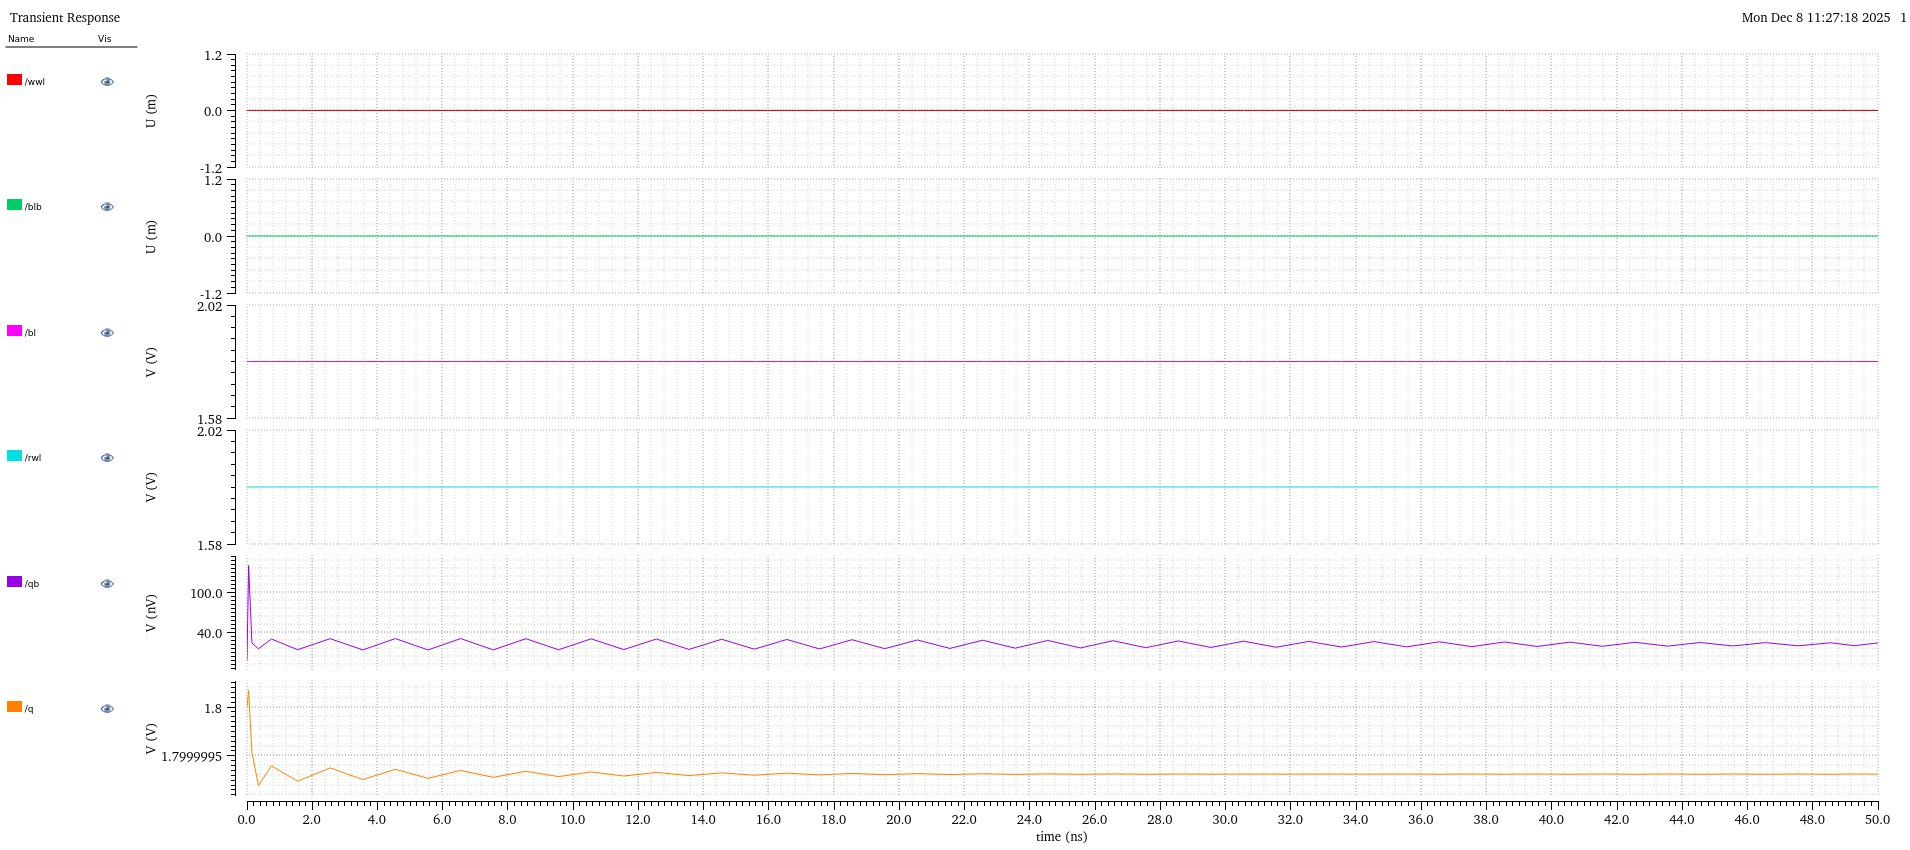 Transient Response
Mon Dec 8 11:27:18 2025 1
Name Vis
/wwl
U (m)
1.2
0.0
-1.2
/blb
U (m)
1.2
0.0
-1.2
/bl
V (V)
2.02
1.58
/rwl
V (V)
2.02
1.58
/qb
V (nV)
100.0
40.0
/q
V (V)
1.8
1.7999995
0.0 2.0 4.0 6.0 8.0 10.0 12.0 14.0 16.0 18.0 20.0 22.0 24.0 26.0 28.0 30.0 32.0 34.0 36.0 38.0 40.0 42.0 44.0 46.0 48.0 50.0
time (ns)